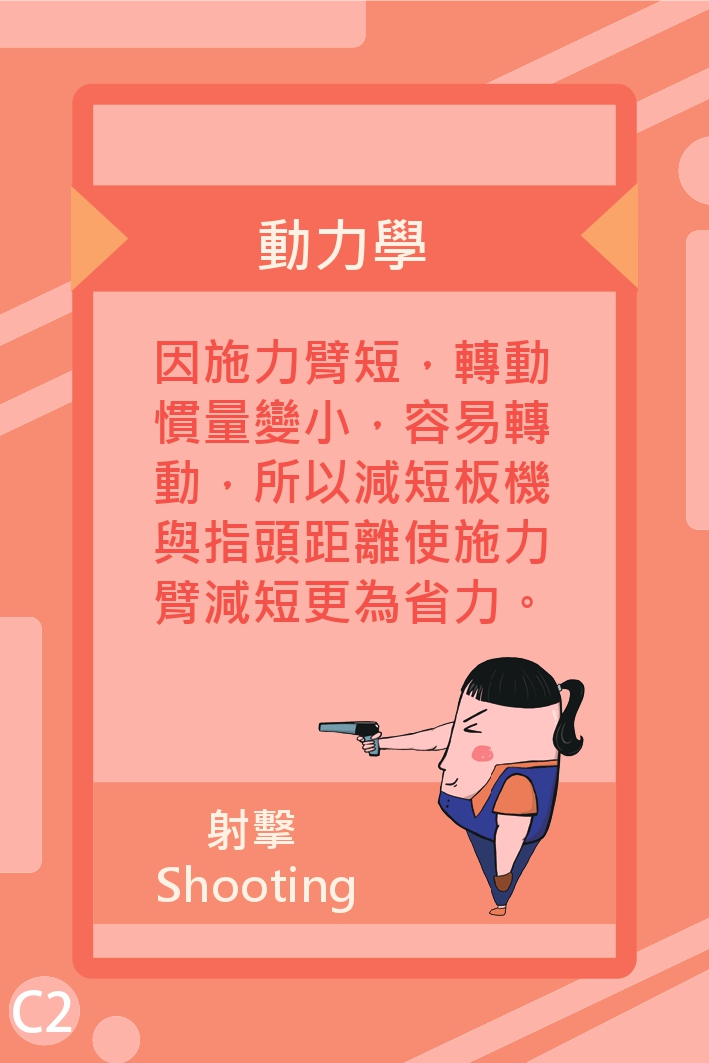 動力學
因施力臂短，轉動
慣量變小，容易轉
動，所以減短板機
與指頭距離使施力
臂減短更為省力。
射擊
Shooting
C2